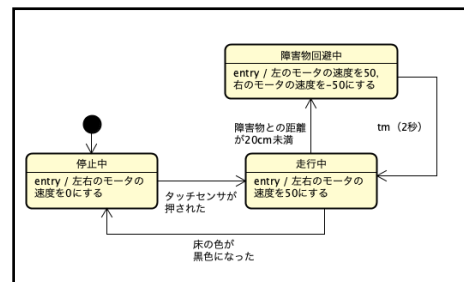 障害物回避中
entry / 左のモータの速度を50,
右のモータの速度を-50にする
障害物との距離
が20cm未満
tm（2秒）
停止中
entry / 左右のモータの
速度を0にする
タッチセンサが
押された
走行中
entry / 左右のモータの
速度を50にする
床の色が
黒色になった